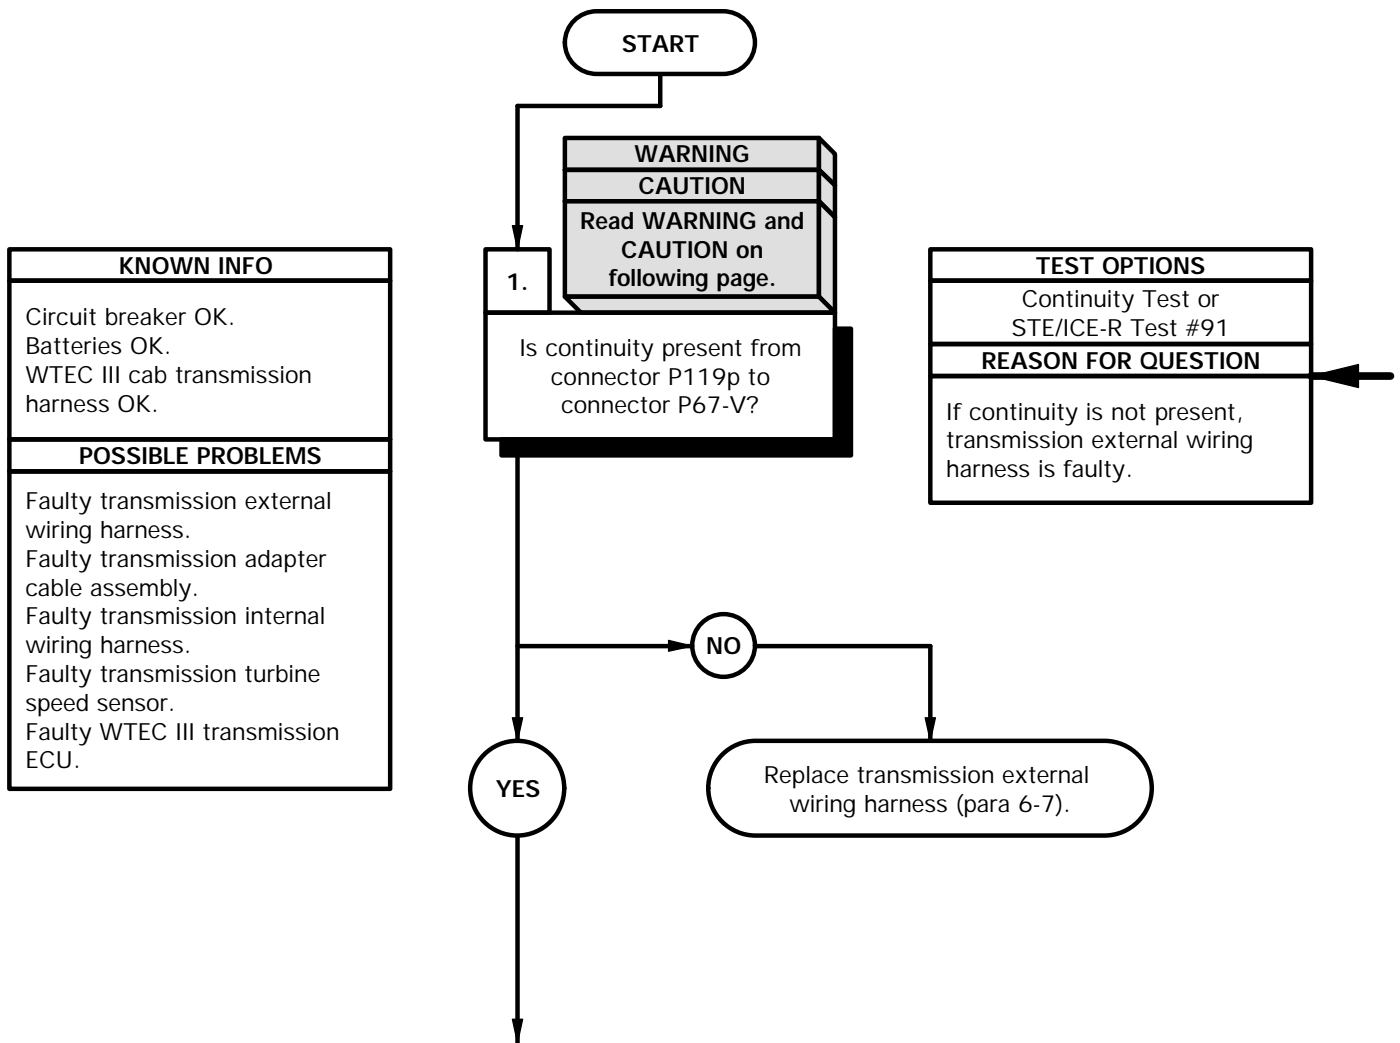 START
WARNING
CAUTION
Read WARNING and
CAUTION on
following page.
1.
Is continuity present from
connector P119p to
connector P67-V?
KNOWN INFO
Circuit breaker OK.
Batteries OK.
WTEC III cab transmission
harness OK.
POSSIBLE PROBLEMS
Faulty transmission external
wiring harness.
Faulty transmission adapter
cable assembly.
Faulty transmission internal
wiring harness.
Faulty transmission turbine
speed sensor.
Faulty WTEC III transmission
ECU.
TEST OPTIONS
Continuity Test or
STE/ICE-R Test #91
REASON FOR QUESTION
If continuity is not present,
transmission external wiring
harness is faulty.
NO
YES
Replace transmission external
wiring harness (para 6-7).